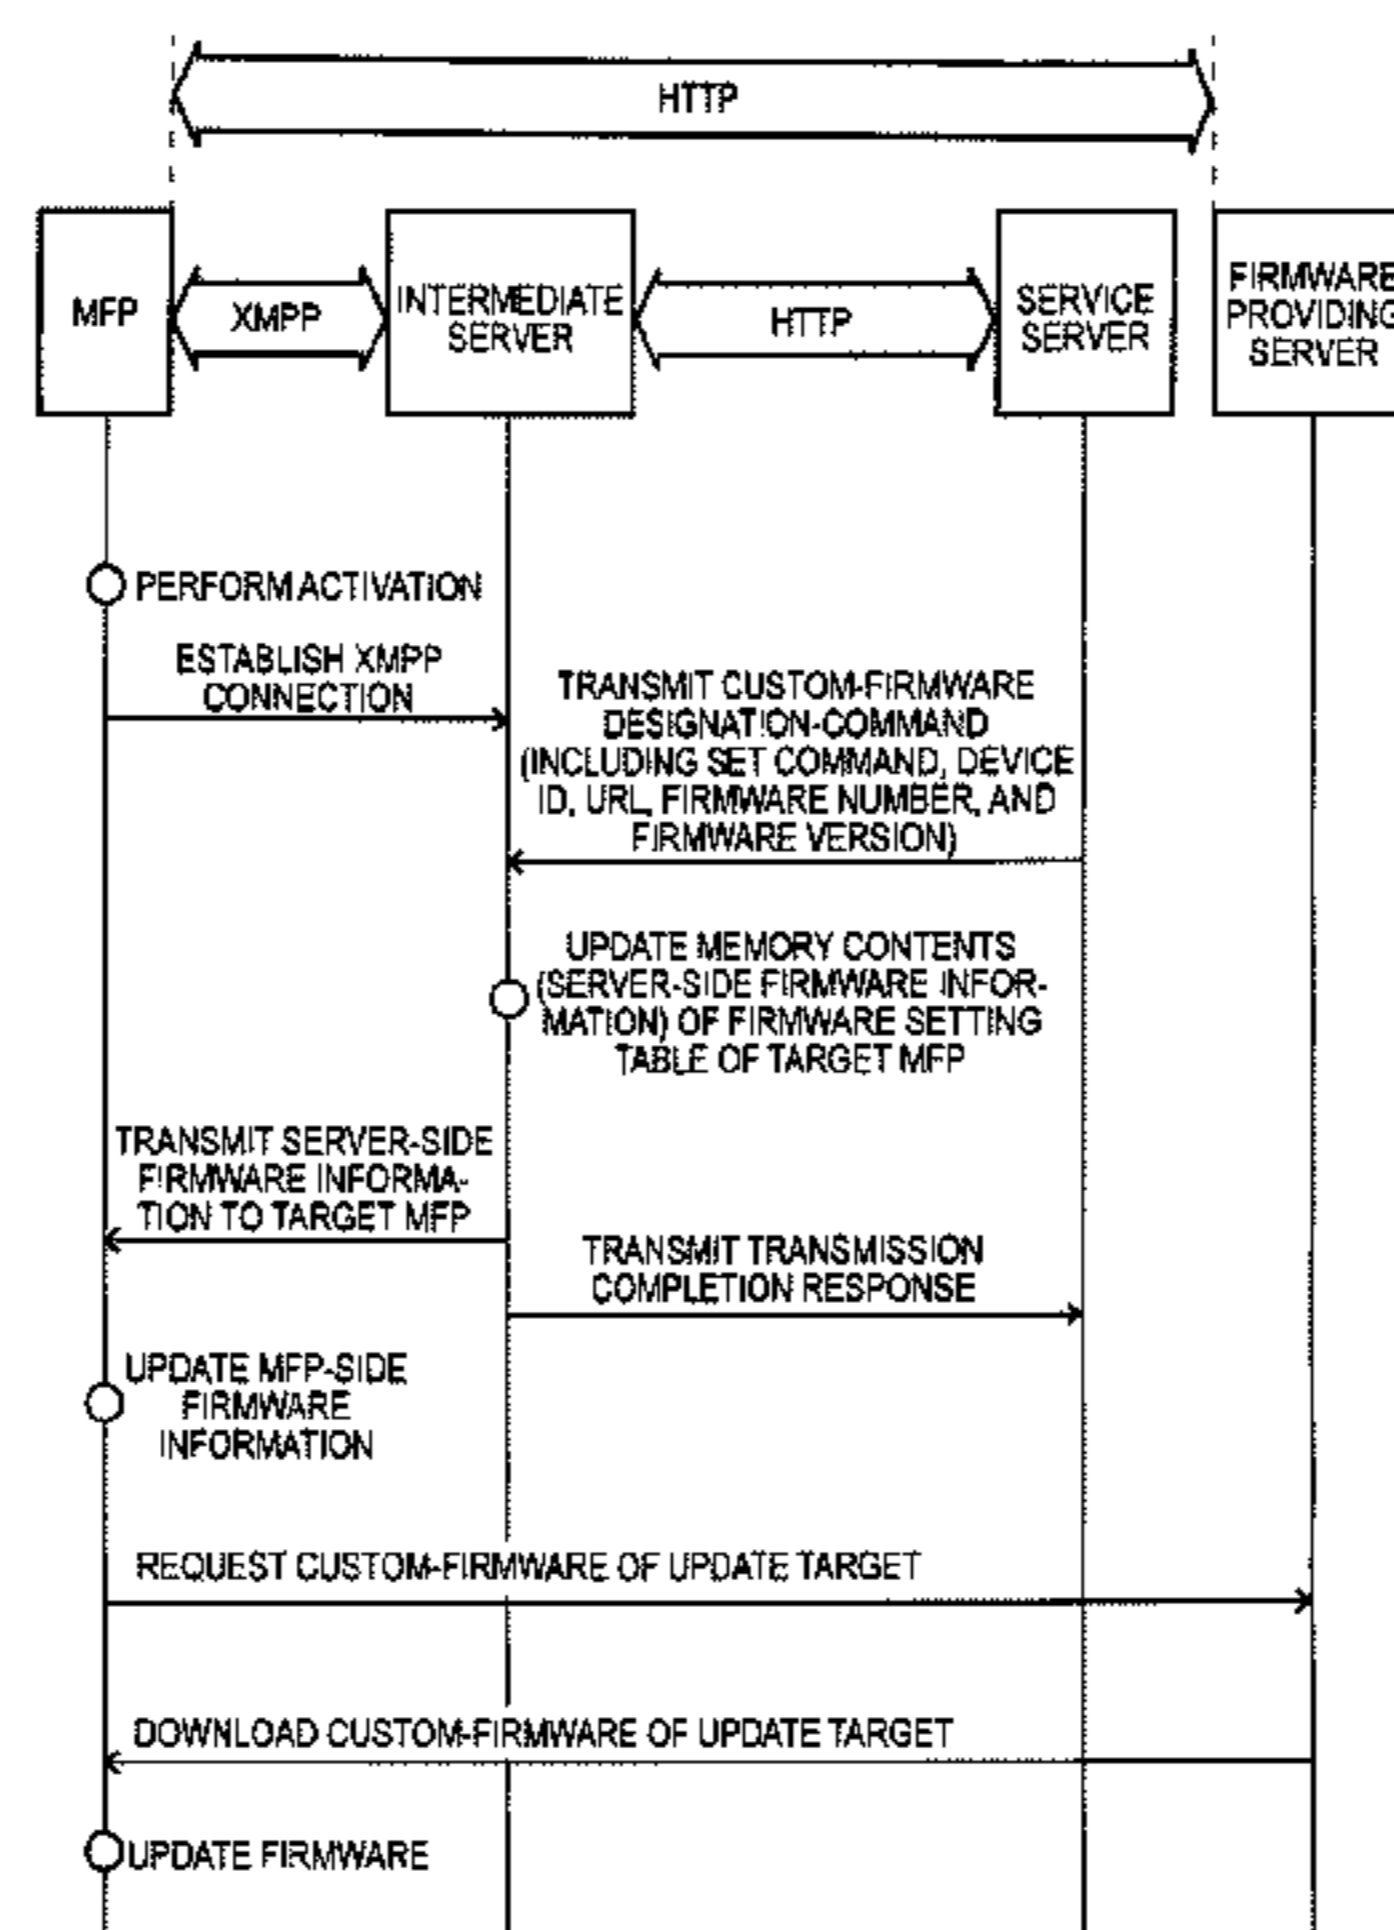 HTTP
MFP
XMPP
INTERMEDIATE
SERVER
HTTP
SERVICE
SERVER
FIRMWARE
PROVIDING
SERVER
PERFORM ACTIVATION
ESTABLISH XMPP
CONNECTION
TRANSMIT CUSTOM-FIRMWARE
DESIGNATION-COMMAND
(INCLUDING SET COMMAND, DEVICE
ID, URL, FIRMWARE NUMBER, AND
FIRMWARE VERSION)
UPDATE MEMORY CONTENTS
(SERVER-SIDE FIRMWARE INFOR-
MATION) OF FIRMWARE SETTING
TABLE OF TARGET MFP
TRANSMIT SERVER-SIDE
FIRMWARE INFORMA-
TION TO TARGET MFP
TRANSMIT TRANSMISSION
COMPLETION RESPONSE
UPDATE MFP-SIDE
FIRMWARE
INFORMATION
REQUEST CUSTOM-FIRMWARE OF UPDATE TARGET
DOWNLOAD CUSTOM-FIRMWARE OF UPDATE TARGET
UPDATE FIRMWARE